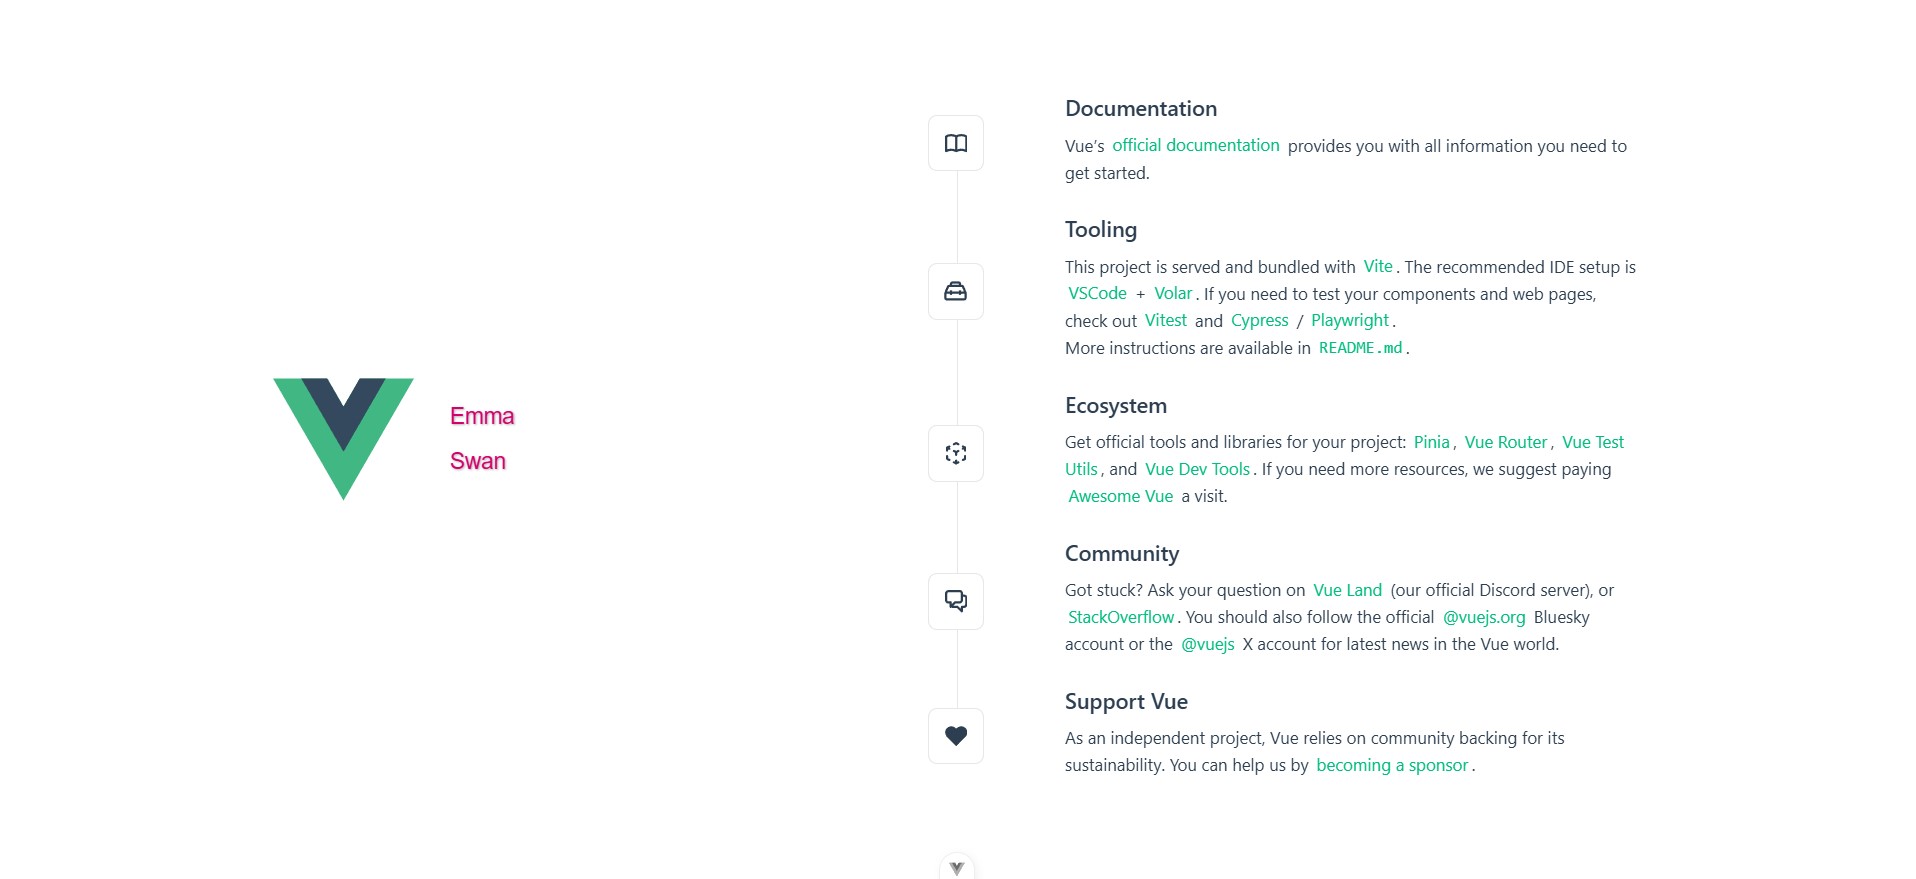 Emma
Swan
Documentation
Vue's official documentation provides you with all information you need to
get started.
Tooling
This project is served and bundled with Vite. The recommended IDE setup is
VSCode + Volar. If you need to test your components and web pages,
check out Vitest and Cypress / Playwright.
More instructions are available in README.md.
Ecosystem
Get official tools and libraries for your project: Pinia, Vue Router, Vue Test
Utils, and Vue Dev Tools. If you need more resources, we suggest paying
Awesome Vue a visit.
Community
Got stuck? Ask your question on Vue Land (our official Discord server), or
StackOverflow. You should also follow the official @vuejs.org Bluesky
account or the @vuejs X account for latest news in the Vue world.
Support Vue
As an independent project, Vue relies on community backing for its
sustainability. You can help us by becoming a sponsor.